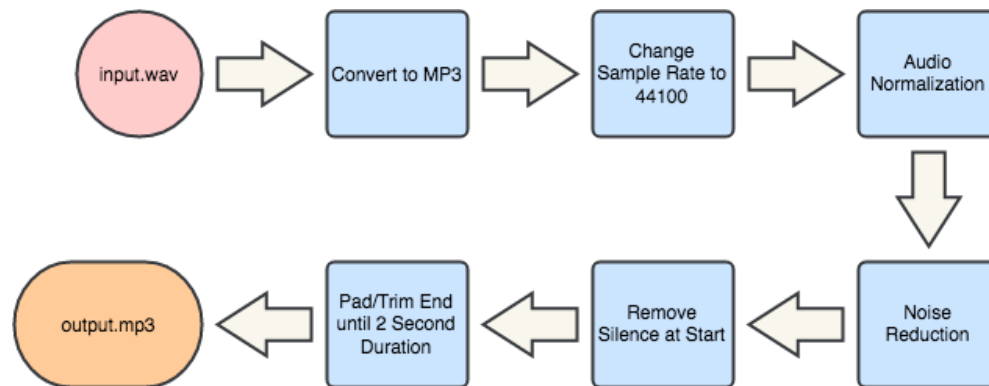 input.wav
Convert to MP3
Change
Sample Rate to
44100
Audio
Normalization
Noise
Reduction
Remove
Silence at Start
Pad/Trim End
until 2 Second
Duration
output.mp3